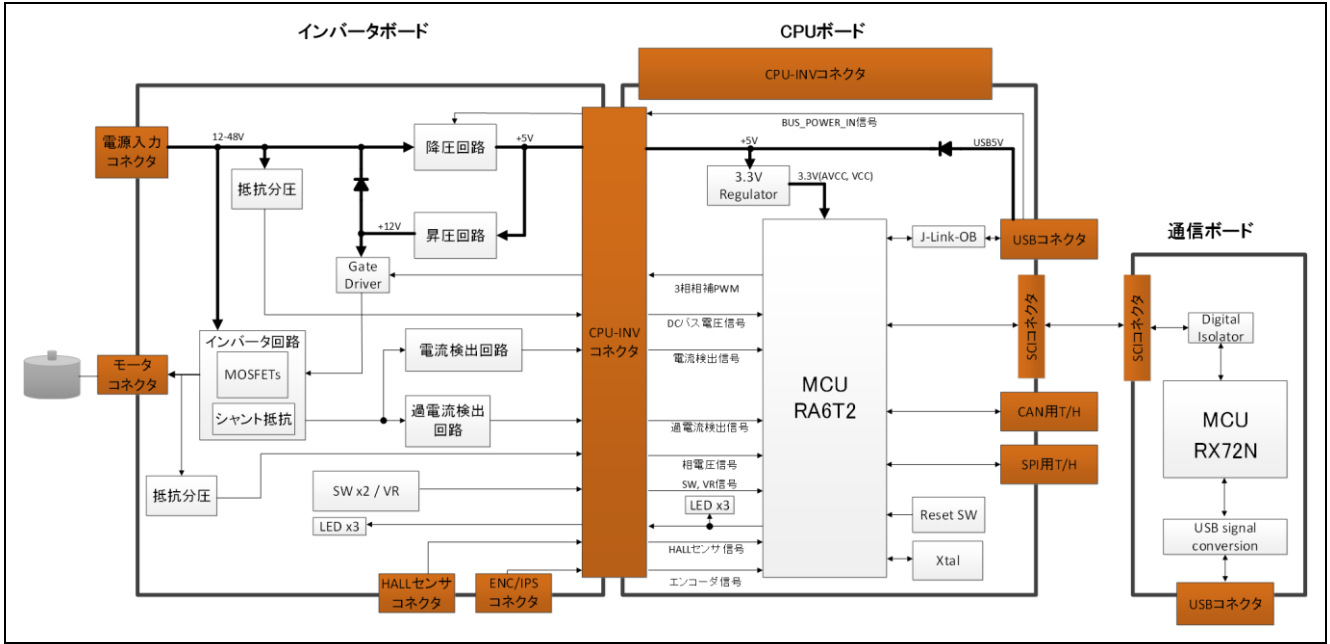 インバータボード
CPUボード
CPU-INVコネクタ
電源入力
コネクタ
12-48V
降圧回路
+5V
抵抗分圧
+12V
昇圧回路
Gate
Driver
インバータ回路
MOSFETs
シャント抵抗
モータ
コネクタ
電流検出回路
過電流検出
回路
抵抗分圧
SW x2 / VR
LED x3
HALLセンサ
コネクタ
ENC/IPS
コネクタ
CPU-INV
コネクタ
BUS_POWER_IN信号
+5V
USB5V
3.3V
Regulator
3.3V(AVCC, VCC)
3相相補PWM
DCバス電圧信号
電流検出信号
過電流検出信号
相電圧信号
SW, VR信号
LED x3
HALLセンサ信号
エンコーダ信号
MCU
RA6T2
J-Link-OB
USBコネクタ
SCIコネクタ
CAN用T/H
SPI用T/H
Reset SW
Xtal
通信ボード
SCIコネクタ
Digital
Isolator
MCU
RX72N
USB signal
conversion
USBコネクタ